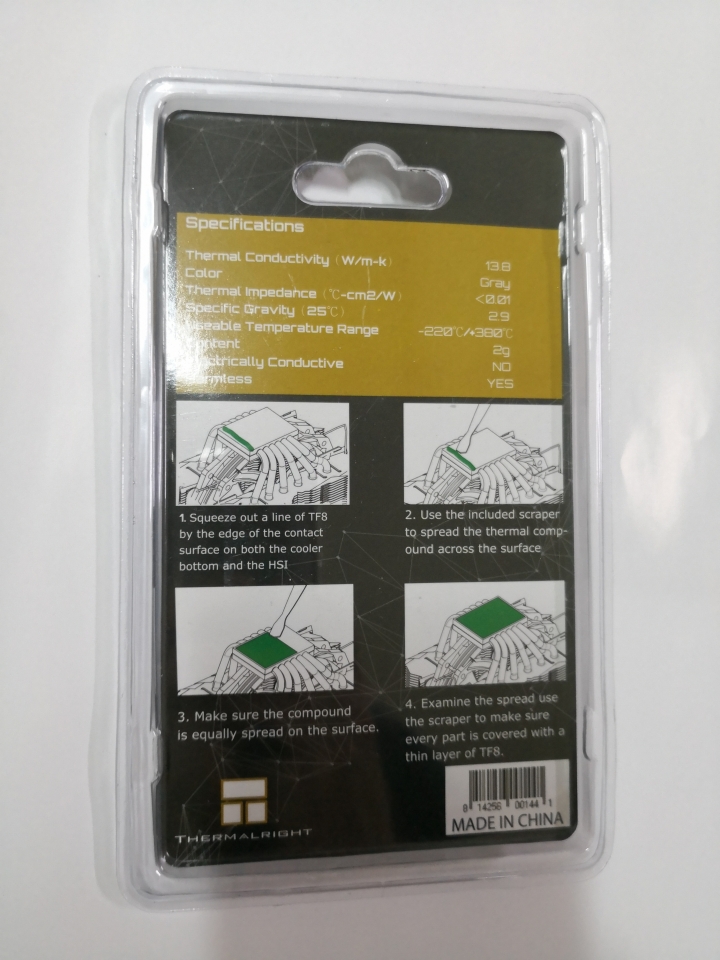 Specifications
Thermal Conductivity (W/m-k) 13.8
Color Gray
Thermal Impedance (℃-cm2/W) <0.01
Specific Gravity (25℃) 2.9
Useable Temperature Range -220℃/+380℃
Content 2g
Electrically Conductive NO
Harmless YES
1. Squeeze out a line of TF8
by the edge of the contact
surface on both the cooler
bottom and the HSI
2. Use the included scraper
to spread the thermal comp-
ound across the surface
3. Make sure the compound
is equally spread on the surface.
4. Examine the spread use
the scraper to make sure
every part is covered with a
thin layer of TF8.
THERMALRIGHT
8 14256 00144 1
MADE IN CHINA